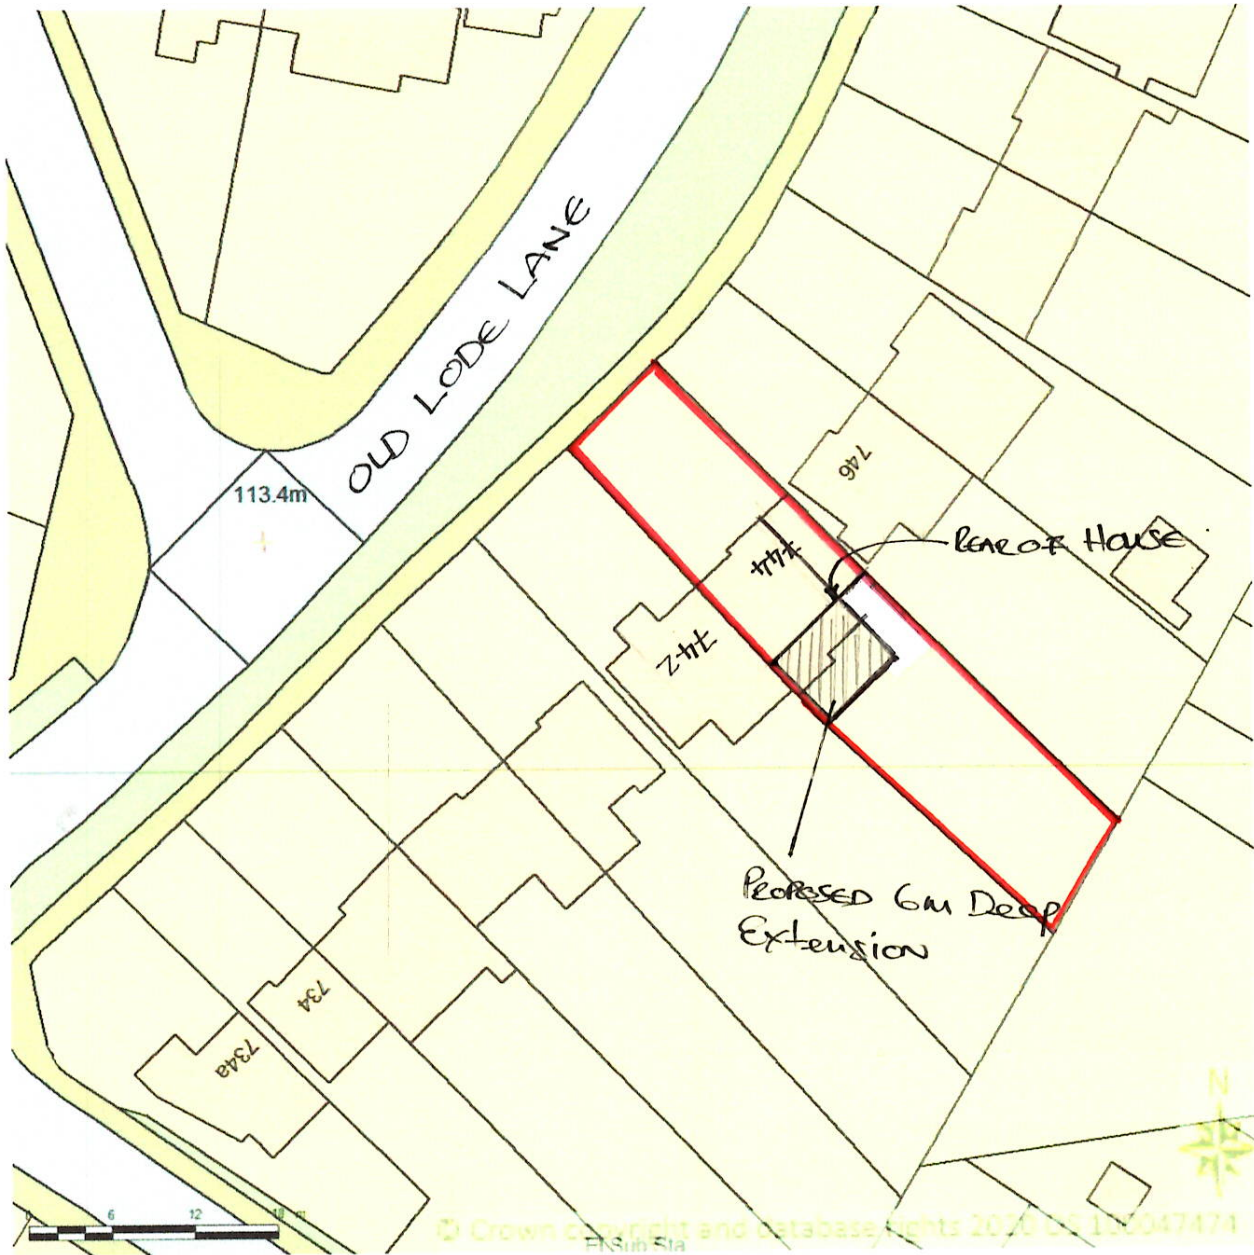 OLD LODE LANE
113.4m
746
744
REAR OF HOUSE
742
PROPOSED 6m Deep
Extension
734
734a
N
6 12 18 m
© Crown copyright and database rights 2020 OS 100047474
El Sub Sta